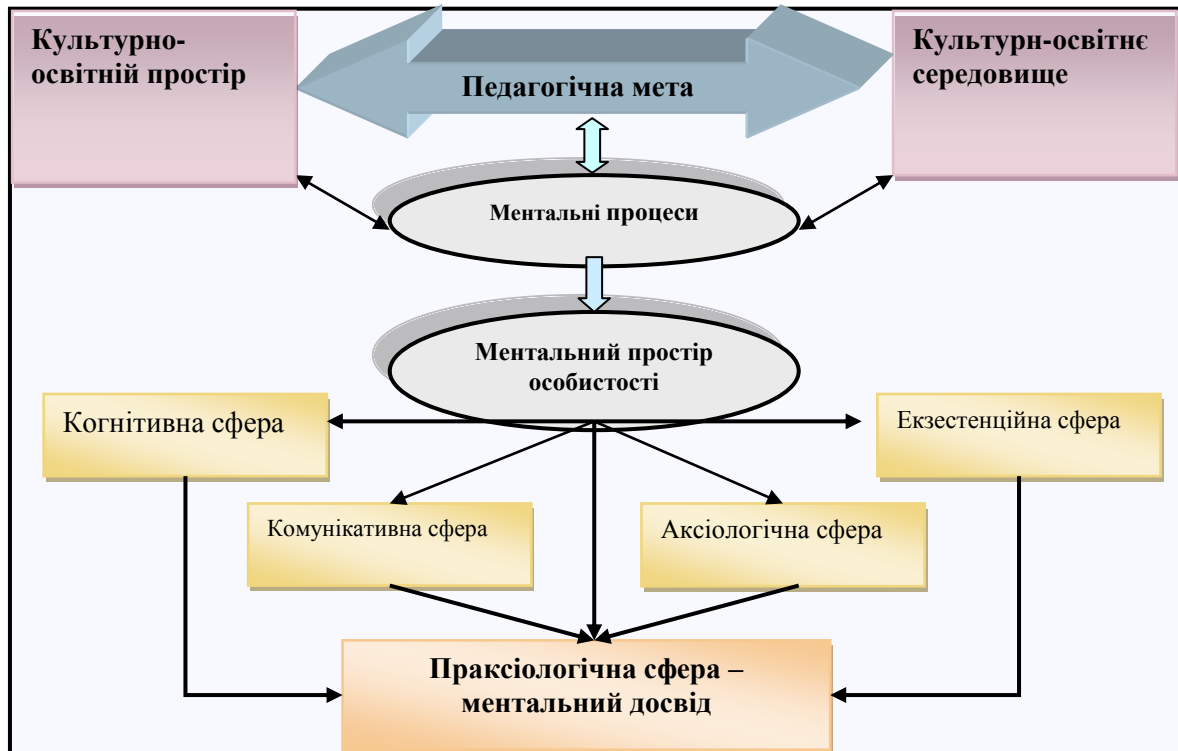 Культурно-
освітній простір
Педагогічна мета
Культурн-освітнє
середовище
Ментальні процеси
Ментальний простір
особистості
Когнітивна сфера
Екзестенційна сфера
Комунікативна сфера
Аксіологічна сфера
Праксіологічна сфера –
ментальний досвід